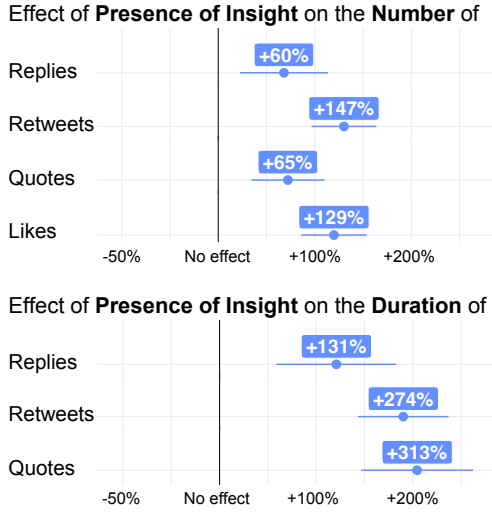 Effect of Presence of Insight on the Number of
Replies
+60%
Retweets
+147%
Quotes
+65%
Likes
+129%
-50% No effect +100% +200%
Effect of Presence of Insight on the Duration of
Replies
+131%
Retweets
+274%
Quotes
+313%
-50% No effect +100% +200%